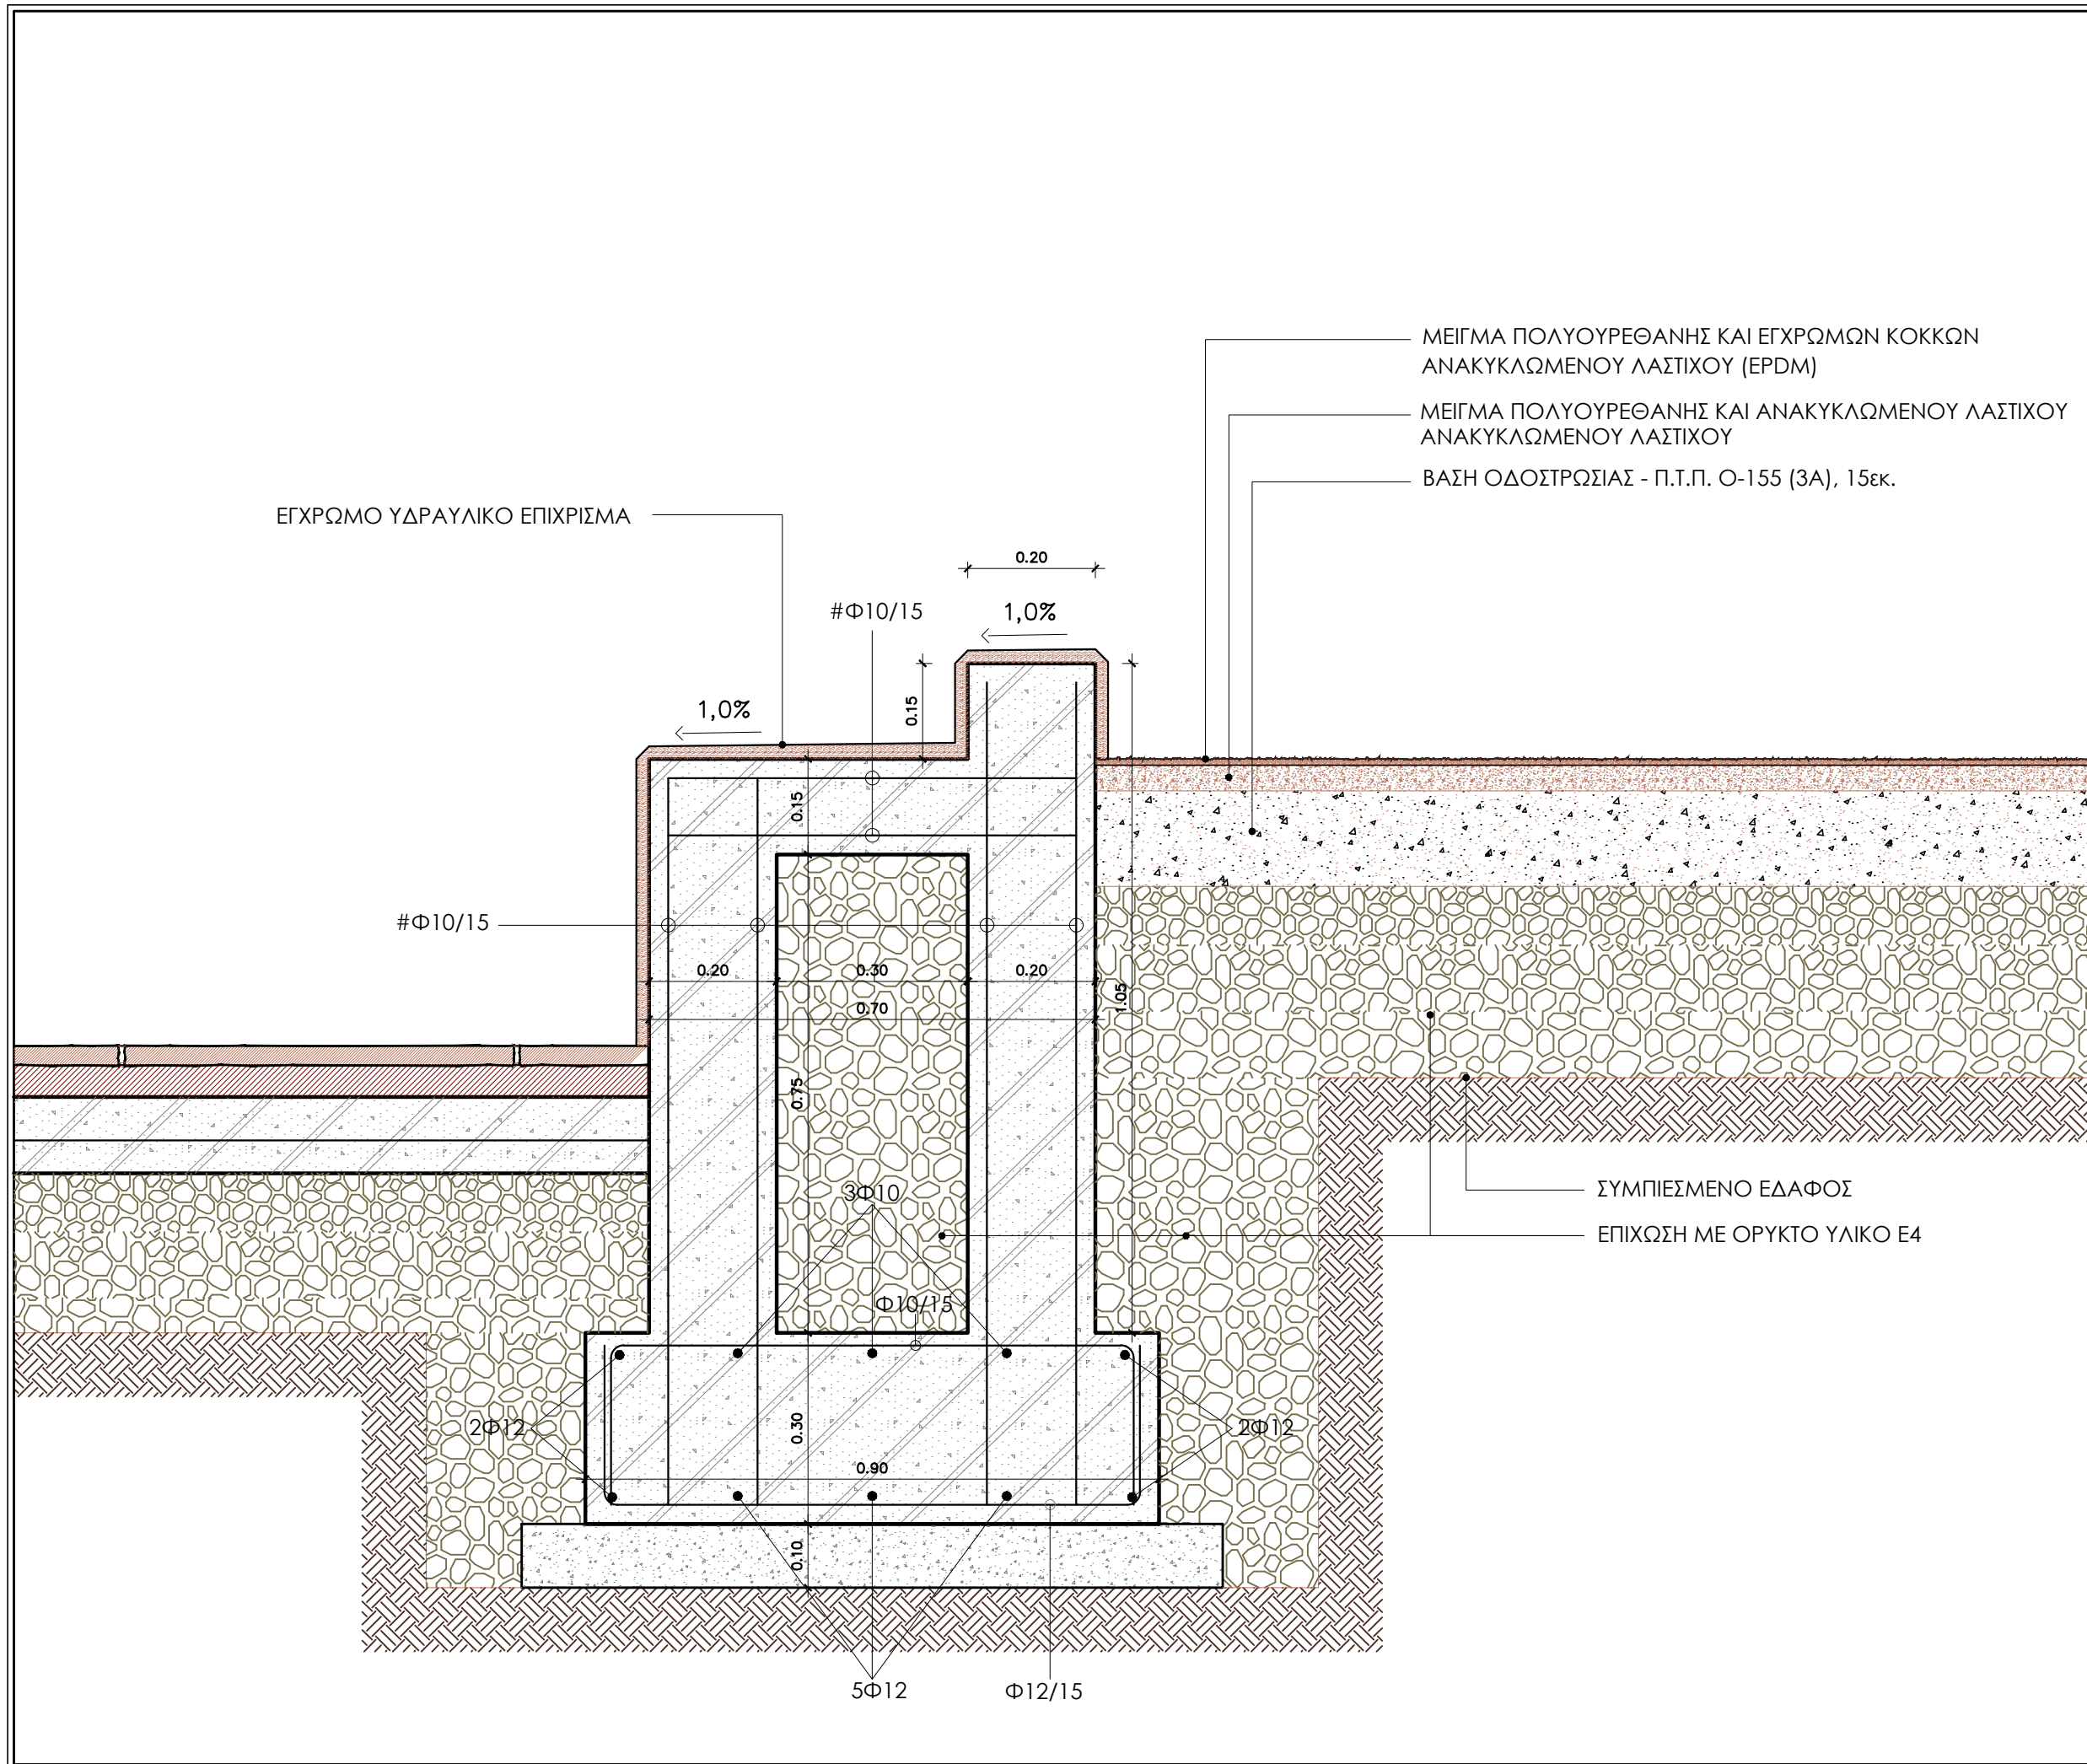 ΜΕΙΓΜΑ ΠΟΛΥΟΥΡΕΘΑΝΗΣ ΚΑΙ ΕΓΧΡΩΜΩΝ ΚΟΚΚΩΝ
ΑΝΑΚΥΚΛΩΜΕΝΟΥ ΛΑΣΤΙΧΟΥ (EPDM)
ΜΕΙΓΜΑ ΠΟΛΥΟΥΡΕΘΑΝΗΣ ΚΑΙ ΑΝΑΚΥΚΛΩΜΕΝΟΥ ΛΑΣΤΙΧΟΥ
ΑΝΑΚΥΚΛΩΜΕΝΟΥ ΛΑΣΤΙΧΟΥ
ΒΑΣΗ ΟΔΟΣΤΡΩΣΙΑΣ - Π.Τ.Π. Ο-155 (3Α), 15εκ.
ΕΓΧΡΩΜΟ ΥΔΡΑΥΛΙΚΟ ΕΠΙΧΡΙΣΜΑ
0.20
#Φ10/15
1,0%
1,0%
0.15
0.15
#Φ10/15
0.20
0.30
0.20
1.05
0.70
0.75
3Φ10
ΣΥΜΠΙΕΣΜΕΝΟ ΕΔΑΦΟΣ
ΕΠΙΧΩΣΗ ΜΕ ΟΡΥΚΤΟ ΥΛΙΚΟ Ε4
Φ10/15
2Φ12
0.30
2Φ12
0.90
0.10
5Φ12
Φ12/15